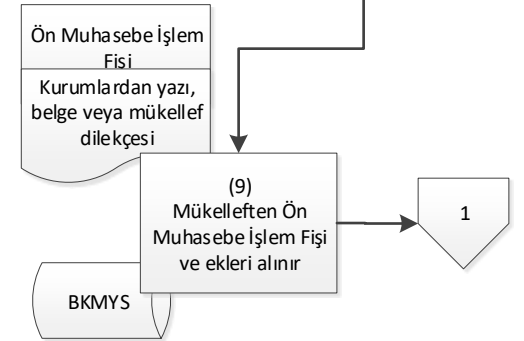 Ön Muhasebe İşlem
Fişi
Kurumlardan yazı,
belge veya mükellef
dilekçesi
(9)
Mükelleften Ön
Muhasebe İşlem Fişi
ve ekleri alınır
1
BKMYS